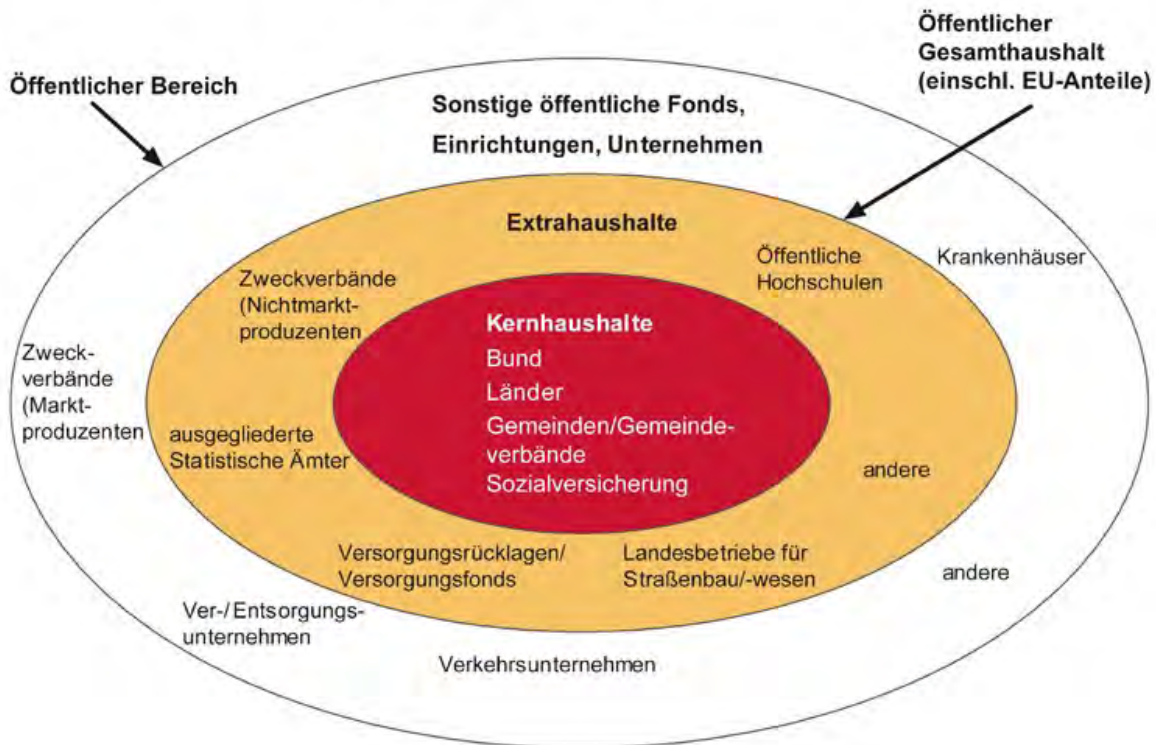 Öffentlicher
Gesamthaushalt
(einschl. EU-Anteile)
Öffentlicher Bereich
Sonstige öffentliche Fonds,
Einrichtungen, Unternehmen
Extrahaushalte
Öffentliche
Hochschulen
Krankenhäuser
Zweckverbände
(Nichtmarkt-
produzenten
Kernhaushalte
Bund
Länder
Gemeinden/Gemeinde-
verbände
Sozialversicherung
Zweck-
verbände
(Markt-
produzenten
ausgegliederte
Statistische Ämter
andere
Versorgungsrücklagen/
Versorgungsfonds
Landesbetriebe für
Straßenbau/-wesen
andere
Ver-/Entsorgungs-
unternehmen
Verkehrsunternehmen